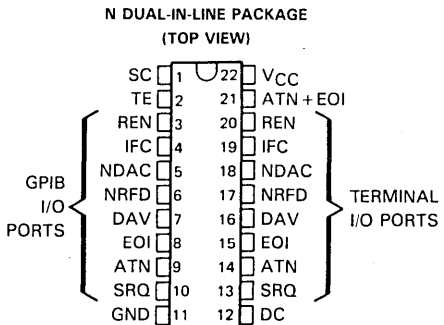 N DUAL-IN-LINE PACKAGE
(TOP VIEW)
SC 1 22 VCC
TE 2 21 ATN + EOI
REN 3 20 REN
IFC 4 19 IFC
NDAC 5 18 NDAC
NRFD 6 17 NRFD
DAV 7 16 DAV
EOI 8 15 EOI
ATN 9 14 ATN
SRQ 10 13 SRQ
GND 11 12 DC
GPIB
I/O
PORTS
TERMINAL
I/O PORTS